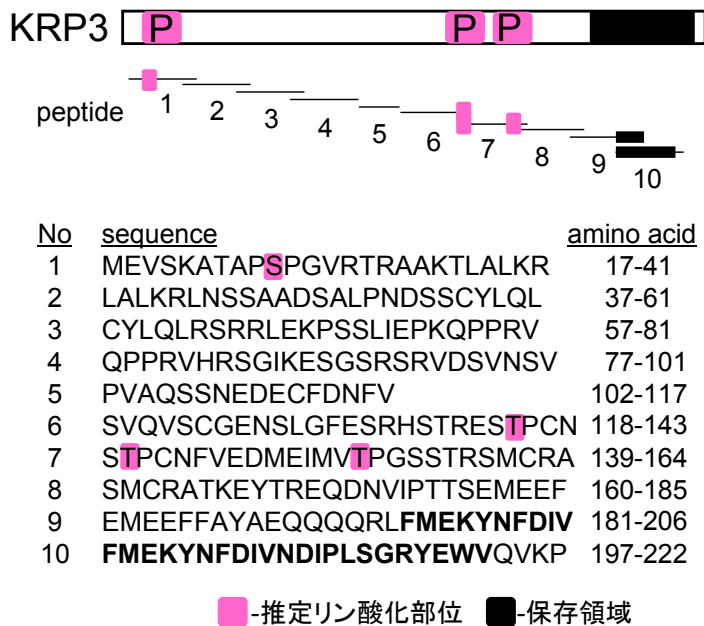 KRP3 P P P
peptide 1 2 3 4 5 6 7 8 9 10
No sequence amino acid
1 MEVSKATAPSPGVRTRAAKTLALKR 17-41
2 LALKRLNSSAADSALPNDSSCYLQL 37-61
3 CYLQLRSRRLEKPSSLIEPKQPPRV 57-81
4 QPPRVHRSGIKESGSRSRVDSVNSV 77-101
5 PVAQSSNEDECFDNFV 102-117
6 SVQVSCGENSLGFESRHSTRESTPCN 118-143
7 STPCNFVEDMEIMVTPGSSTRSMCRA 139-164
8 SMCRATKEYTREQDNVIPTTSEMEEF 160-185
9 EMEEFFAYAEQQQQRLFMEKYNFDIV 181-206
10 FMEKYNFDIVNDIPLSGRYEWVQVKP 197-222
-推定リン酸化部位 -保存領域